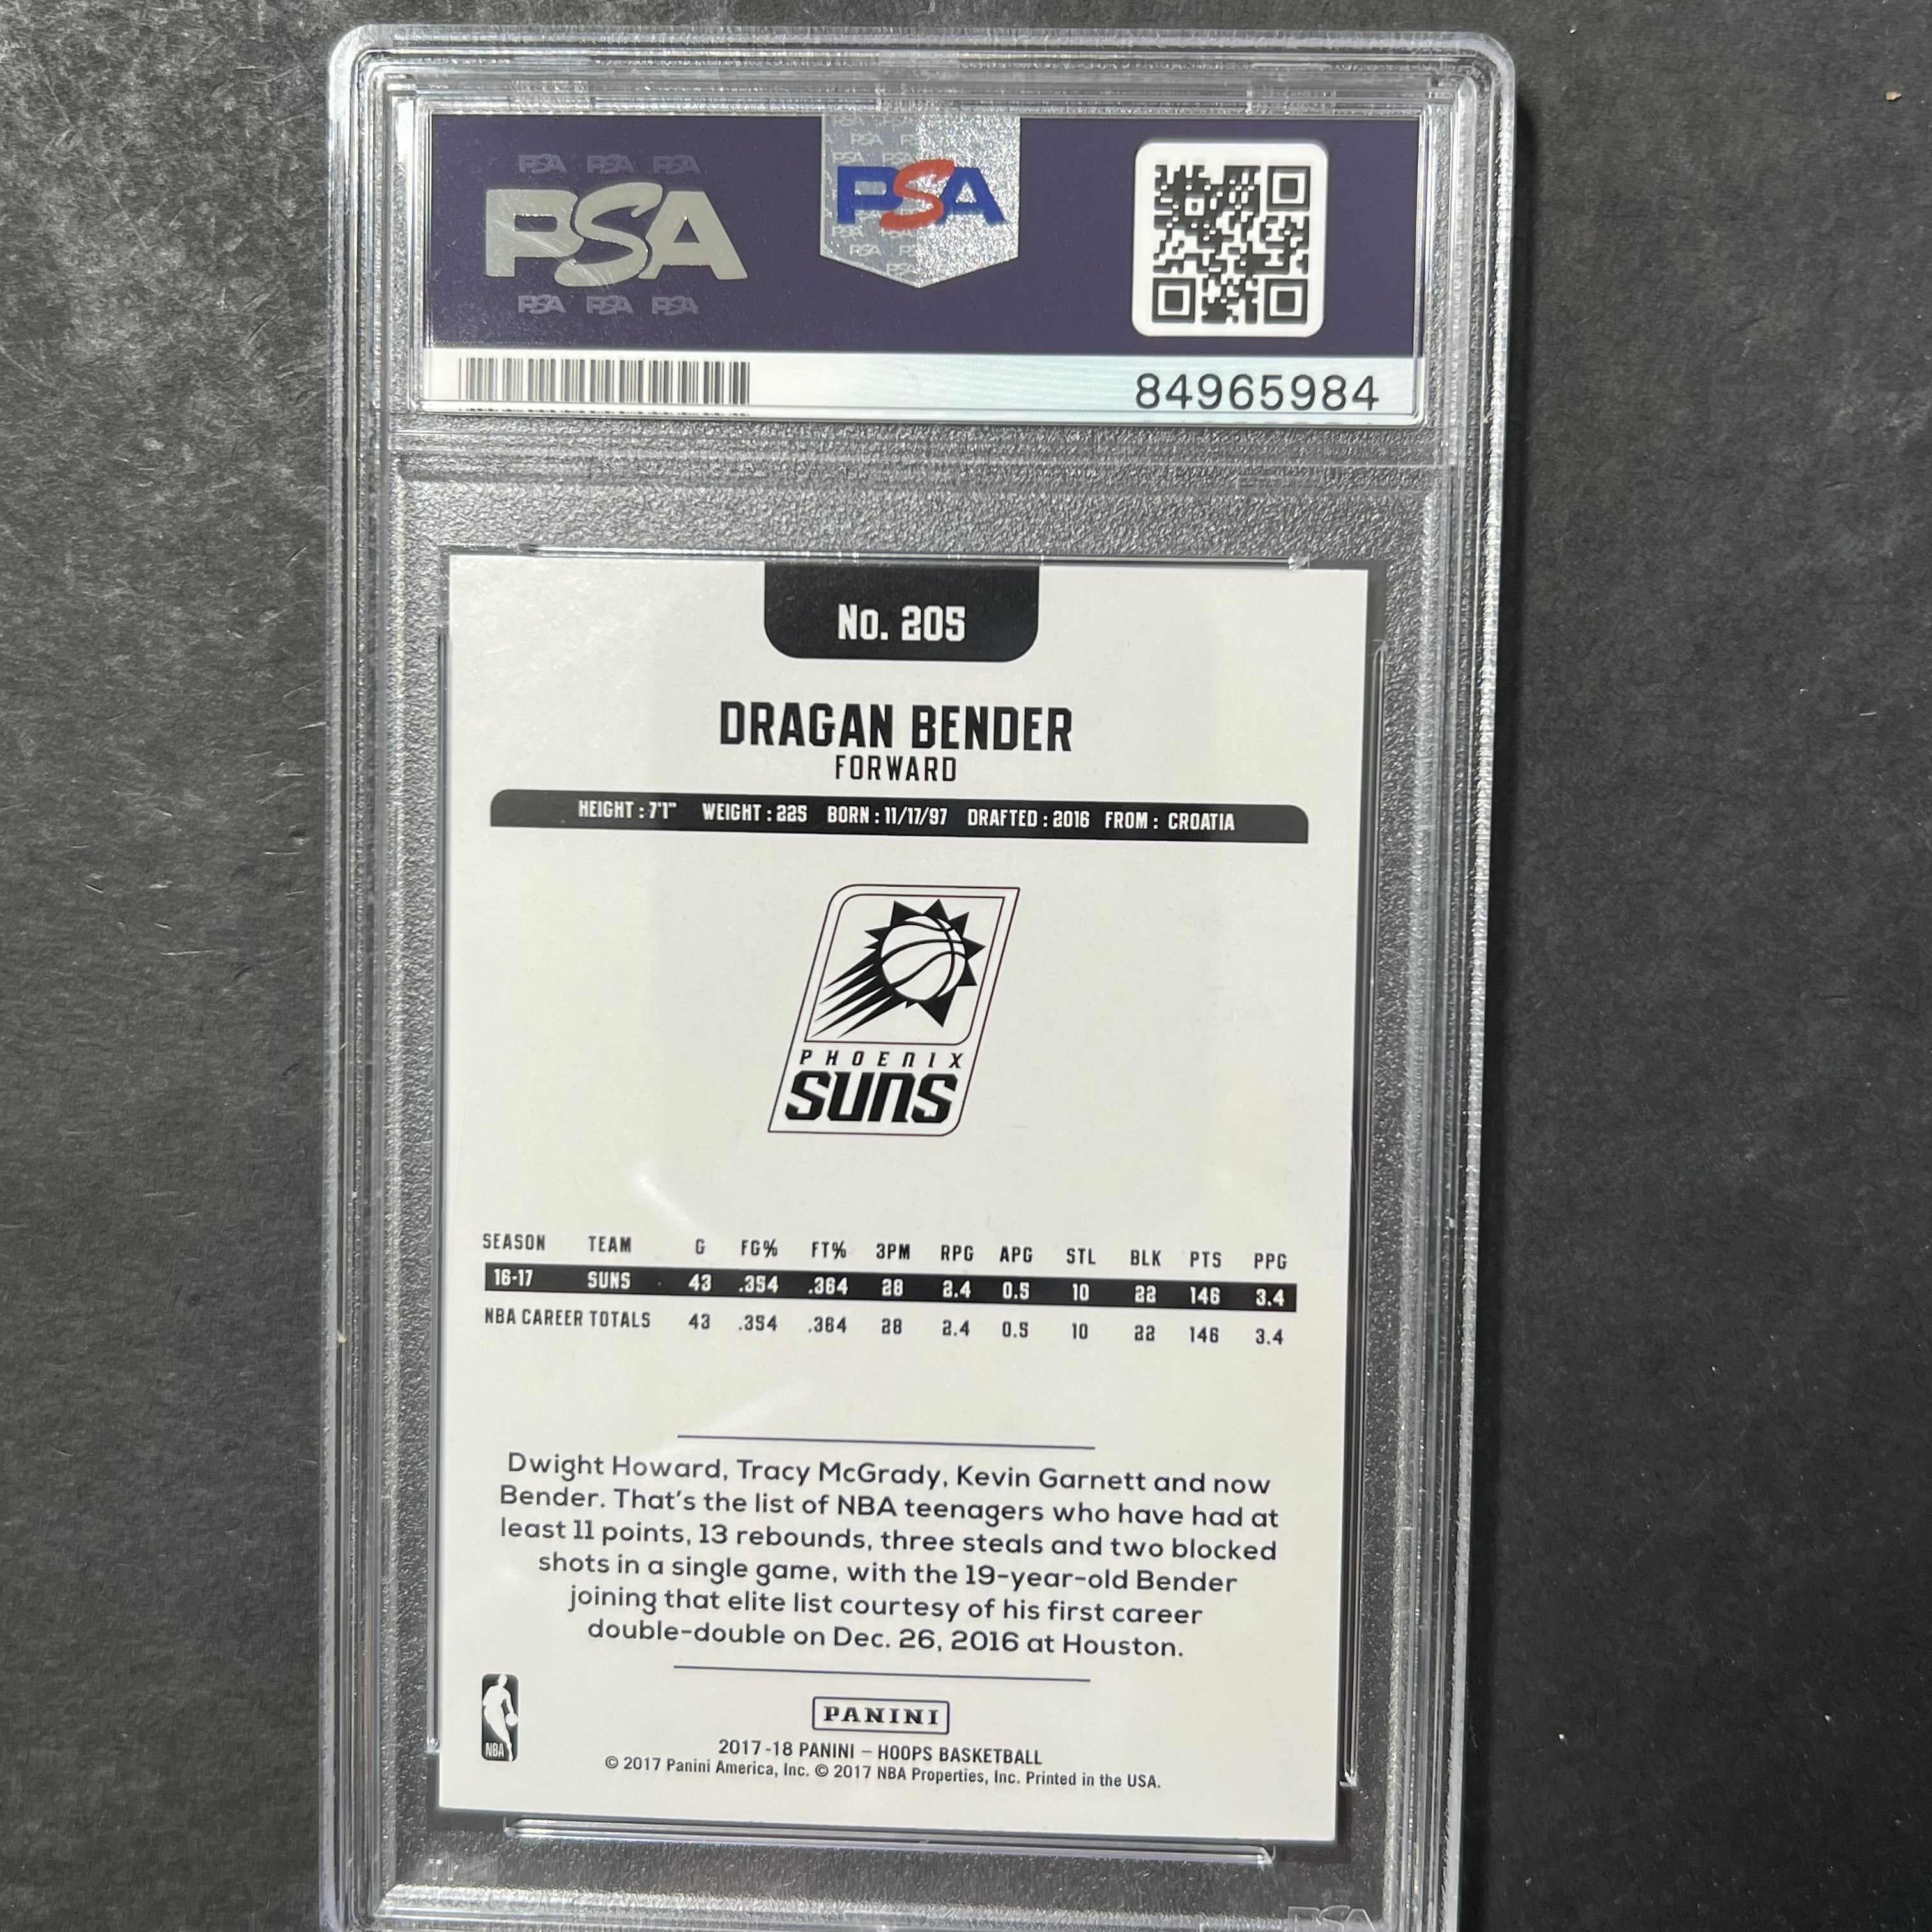 PSA PSA PSA
PSA
PSA PSA PSA
PSA
84965984
No. 205
DRAGAN BENDER
FORWARD
HEIGHT : 7'1" WEIGHT : 225 BORN : 11/17/97 DRAFTED : 2016 FROM : CROATIA
PHOENIX
SUNS
SEASON TEAM G FG% FT% 3PM RPG APG STL BLK PTS PPG
16-17 SUNS 43 .354 .364 28 2.4 0.5 10 22 146 3.4
NBA CAREER TOTALS 43 .354 .364 28 2.4 0.5 10 22 146 3.4
Dwight Howard, Tracy McGrady, Kevin Garnett and now
Bender. That's the list of NBA teenagers who have had at
least 11 points, 13 rebounds, three steals and two blocked
shots in a single game, with the 19-year-old Bender
joining that elite list courtesy of his first career
double-double on Dec. 26, 2016 at Houston.
NBA
PANINI
2017-18 PANINI – HOOPS BASKETBALL
© 2017 Panini America, Inc. © 2017 NBA Properties, Inc. Printed in the USA.
PSA